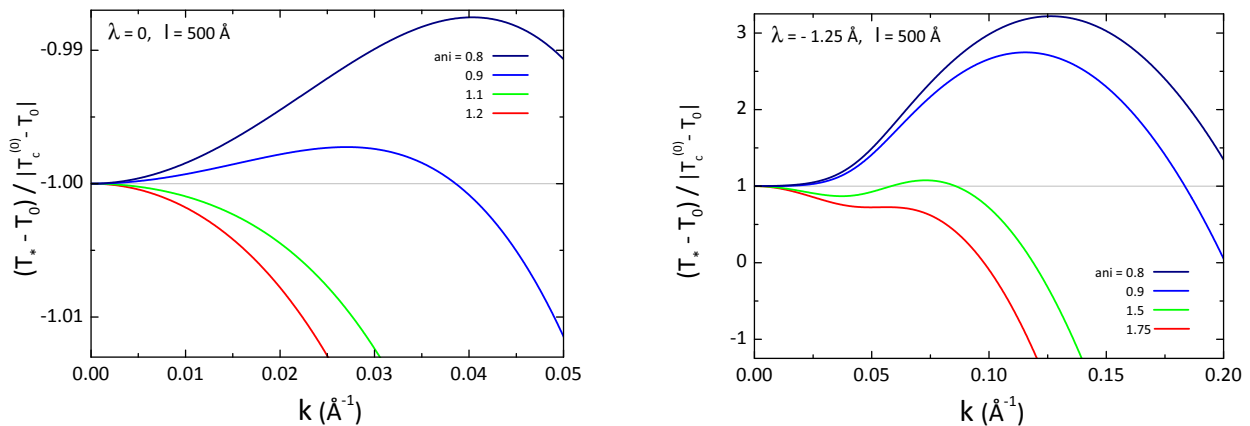 λ = 0, l = 500 Å
ani = 0.8
0.9
1.1
1.2
-0.99
-1.00
-1.01
(T* - T0) / |Tc(0) - T0|
0.00 0.01 0.02 0.03 0.04 0.05
k (Å-1)
λ = - 1.25 Å, l = 500 Å
3
2
1
0
-1
(T* - T0) / |Tc(0) - T0|
ani = 0.8
0.9
1.5
1.75
0.00 0.05 0.10 0.15 0.20
k (Å-1)